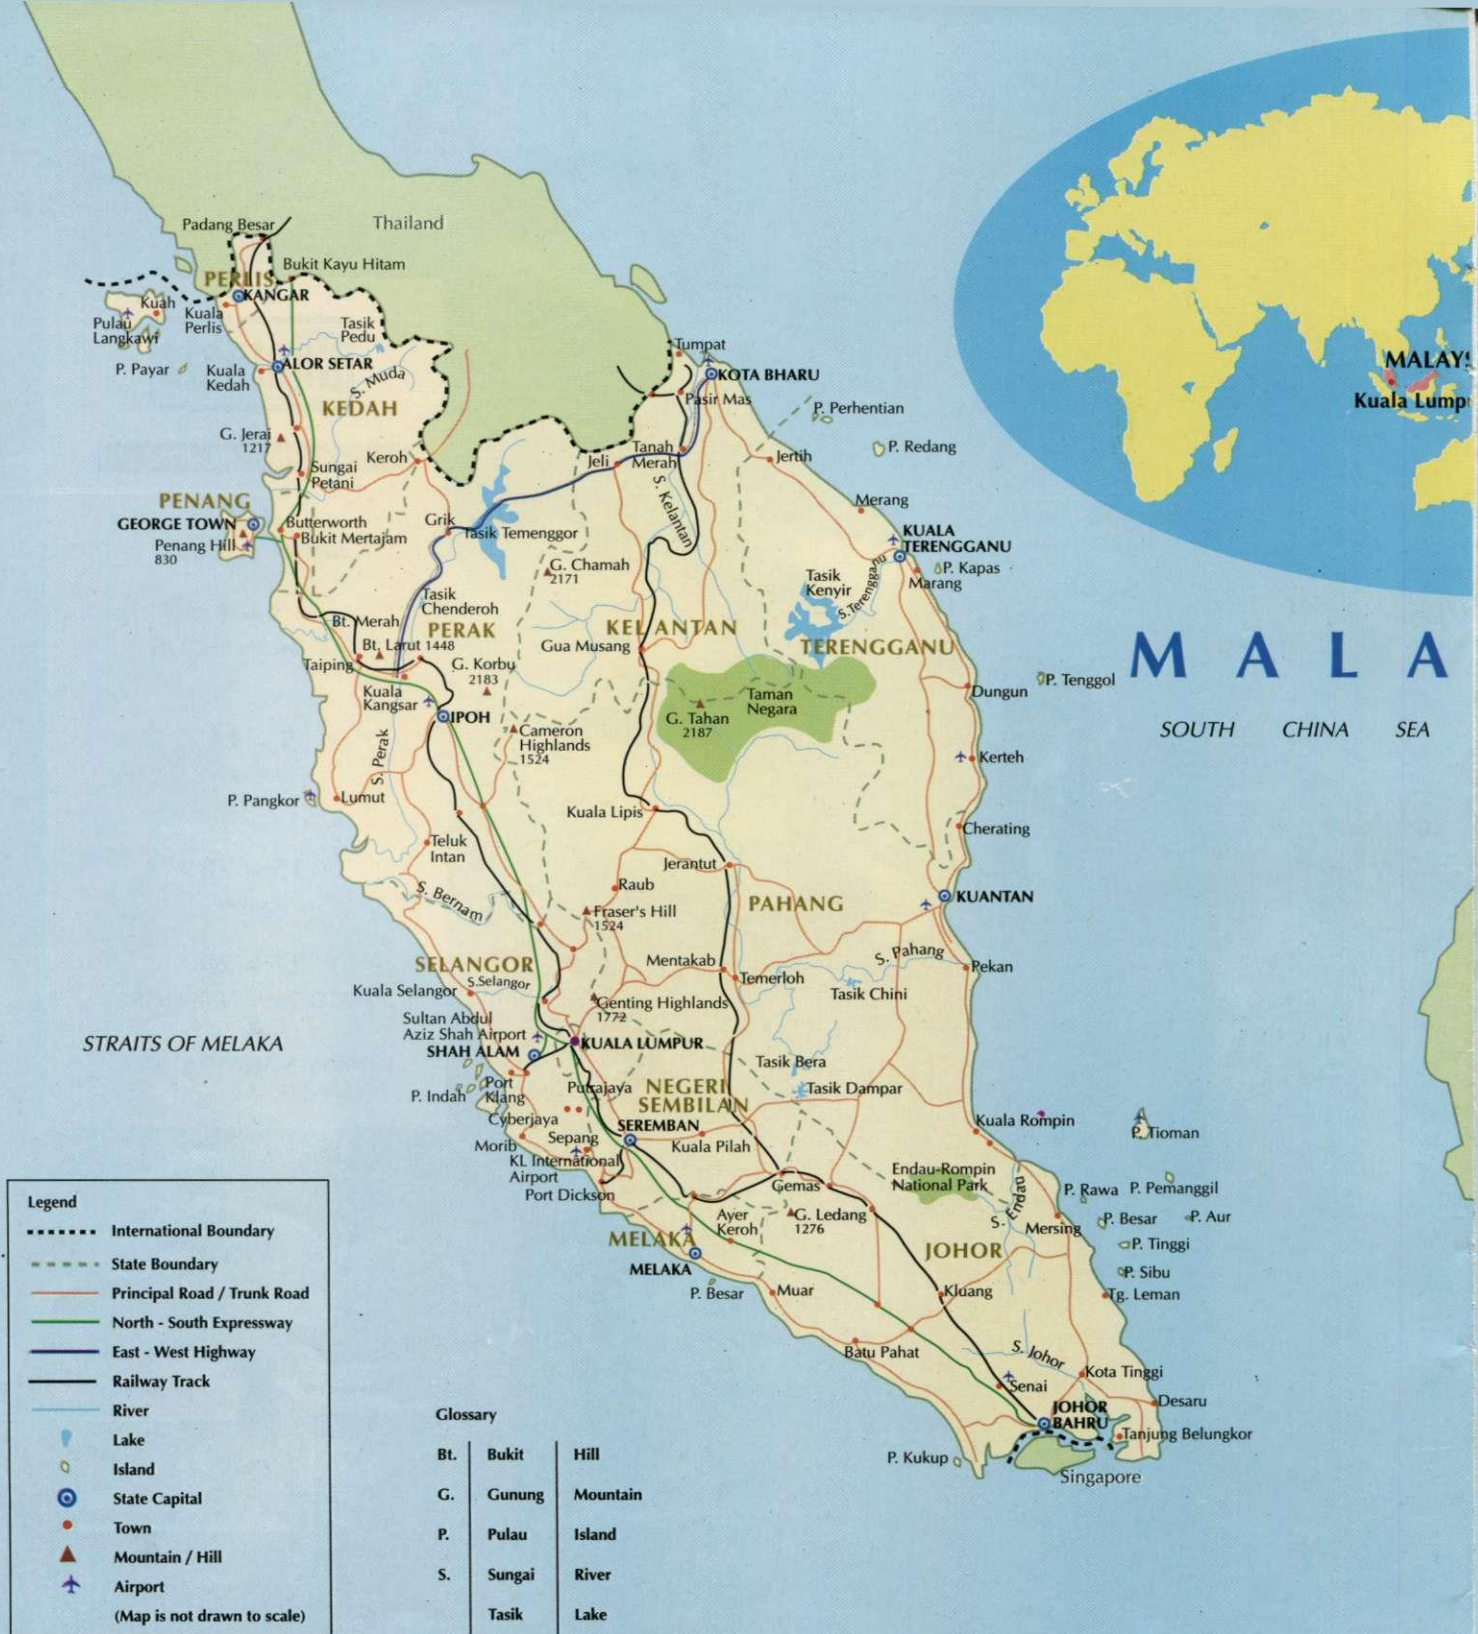 Padang Besar
Thailand
Bukit Kayu Hitam
PERLIS
KANGAR
Kuah
Kuala
Perlis
Pulau
Langkawi
Tasik
Pedu
P. Payar
Kuala
Kedah
ALOR SETAR
S. Muda
KEDAH
Tumpat
KOTA BHARU
Pasir Mas
P. Perhentian
P. Redang
G. Jerai
1217
Sungai
Petani
Keroh
Jeli
Tanah
Merah
Jertih
S. Kelantan
PENANG
GEORGE TOWN
Penang Hill
830
Butterworth
Bukit Mertajam
Grik
Tasik Temenggor
Merang
KUALA
TERENGGANU
P. Kapas
Marang
G. Chamah
2171
Tasik
Kenyir
S. Terengganu
Tasik
Chenderoh
Bt. Merah
PERAK
Bt. Larut 1448
Taiping
G. Korbu
2183
Gua Musang
KELANTAN
TERENGGANU
Kuala
Kangsar
IPOH
Taman
Negara
G. Tahan
2187
Dungun
P. Tenggol
Cameron
Highlands
1524
S. Perak
Kerteh
P. Pangkor
Lumut
Kuala Lipis
Cherating
Teluk
Intan
Jerantut
Raub
S. Bernam
PAHANG
KUANTAN
Fraser's Hill
1524
SELANGOR
S.Selangor
Mentakab
Temerloh
S. Pahang
Pekan
Tasik Chini
Kuala Selangor
Genting Highlands
1772
Sultan Abdul
Aziz Shah Airport
SHAH ALAM
KUALA LUMPUR
STRAITS OF MELAKA
Tasik Bera
Tasik Dampar
P. Indah
Port
Klang
Putrajaya
NEGERI
SEMBILAN
Cyberjaya
SEREMBAN
Kuala Pilah
Morib
Sepang
KL International
Airport
Port Dickson
Kuala Rompin
P. Tioman
Endau-Rompin
National Park
Gemas
S. Endau
P. Rawa
P. Pemanggil
Ayer
Keroh
G. Ledang
1276
Mersing
P. Besar
P. Aur
MELAKA
JOHOR
P. Tinggi
MELAKA
P. Sibu
P. Besar
Muar
Kluang
Tg. Leman
Batu Pahat
S. Johor
Kota Tinggi
Senai
Desaru
JOHOR
BAHRU
Tanjung Belungkor
P. Kukup
Singapore
MALAYS
Kuala Lump
MALA
SOUTH CHINA SEA
Legend
International Boundary
State Boundary
Principal Road / Trunk Road
North - South Expressway
East - West Highway
Railway Track
River
Lake
Island
State Capital
Town
Mountain / Hill
Airport
(Map is not drawn to scale)
Glossary
Bt. Bukit Hill
G. Gunung Mountain
P. Pulau Island
S. Sungai River
Tasik Lake